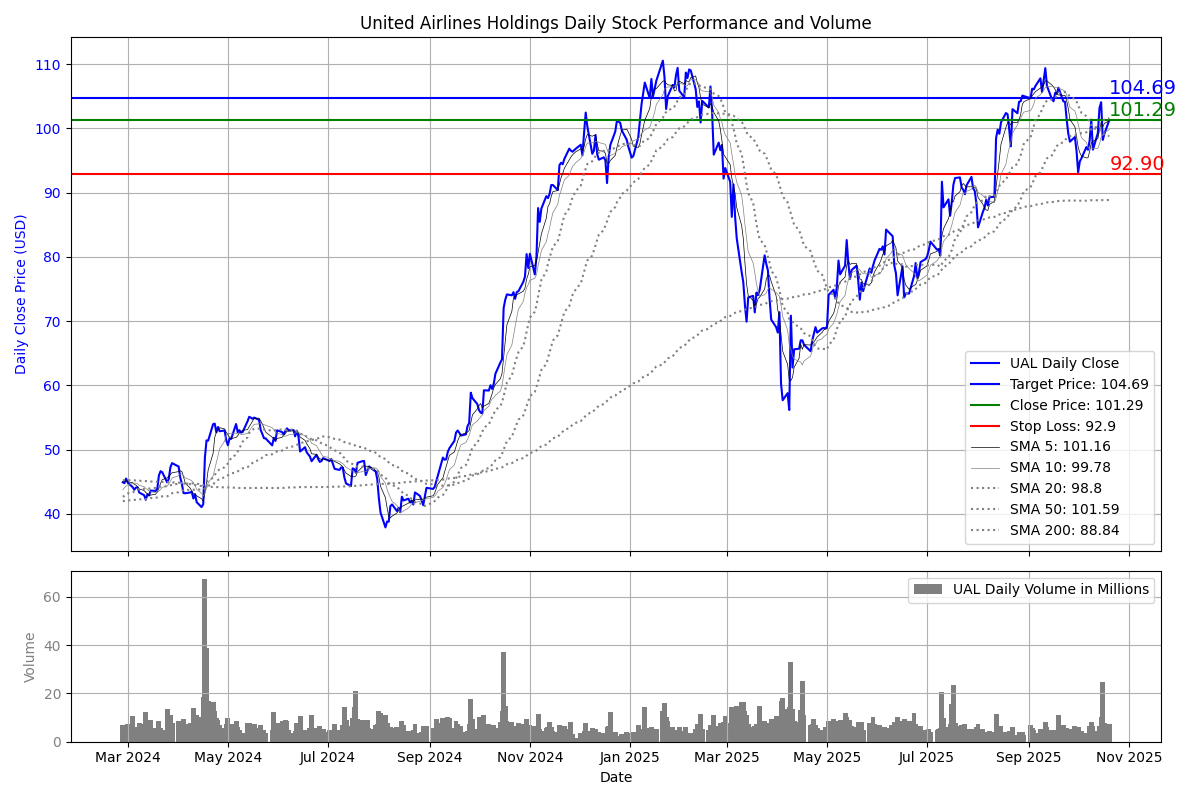 United Airlines Holdings Daily Stock Performance and Volume
Daily Close Price (USD)
110
100
90
80
70
60
50
40
104.69
101.29
92.90
UAL Daily Close
Target Price: 104.69
Close Price: 101.29
Stop Loss: 92.9
SMA 5: 101.16
SMA 10: 99.78
SMA 20: 98.8
SMA 50: 101.59
SMA 200: 88.84
Volume
60
40
20
0
UAL Daily Volume in Millions
Mar 2024 May 2024 Jul 2024 Sep 2024 Nov 2024 Jan 2025 Mar 2025 May 2025 Jul 2025 Sep 2025 Nov 2025
Date